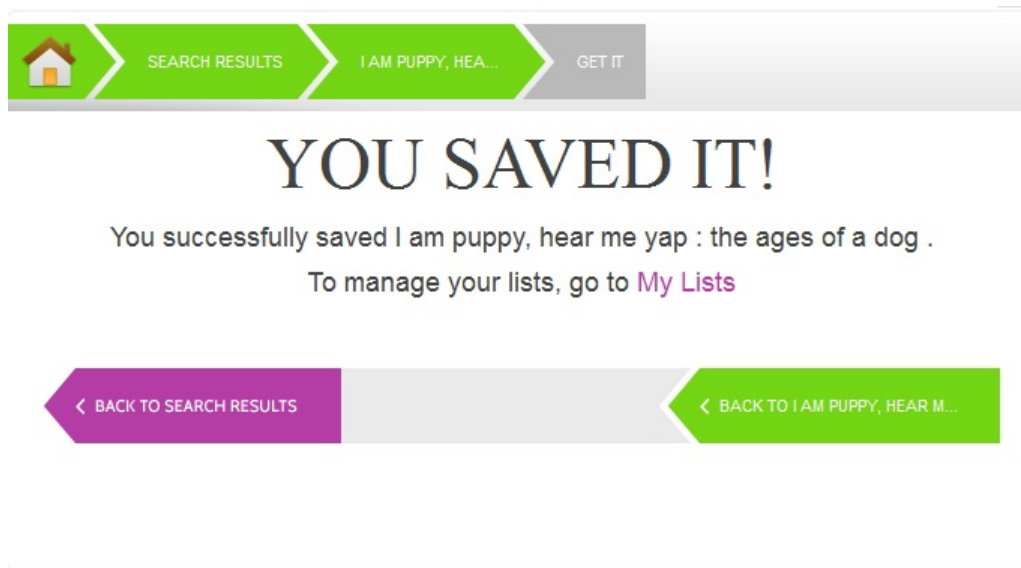 SEARCH RESULTS
I AM PUPPY, HEA...
GET IT
YOU SAVED IT!
You successfully saved I am puppy, hear me yap : the ages of a dog .
To manage your lists, go to My Lists
< BACK TO SEARCH RESULTS
< BACK TO I AM PUPPY, HEAR M...